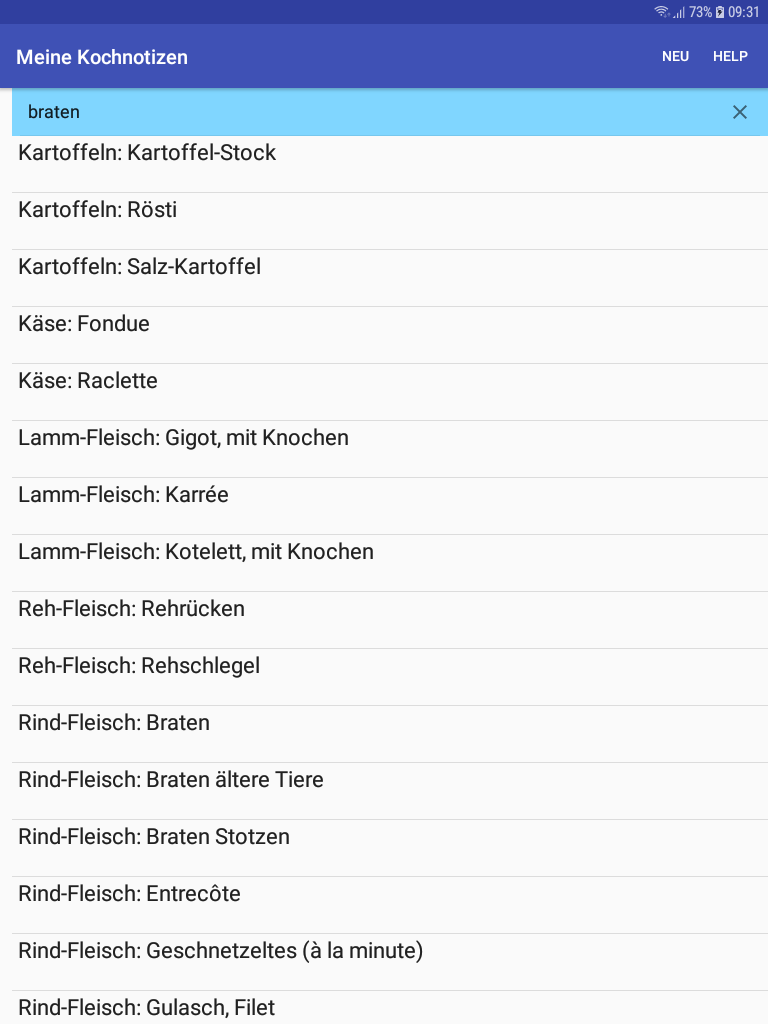 73% 09:31
Meine Kochnotizen NEU HELP
braten
Kartoffeln: Kartoffel-Stock
Kartoffeln: Rösti
Kartoffeln: Salz-Kartoffel
Käse: Fondue
Käse: Raclette
Lamm-Fleisch: Gigot, mit Knochen
Lamm-Fleisch: Karrée
Lamm-Fleisch: Kotelett, mit Knochen
Reh-Fleisch: Rehrücken
Reh-Fleisch: Rehschlegel
Rind-Fleisch: Braten
Rind-Fleisch: Braten ältere Tiere
Rind-Fleisch: Braten Stotzen
Rind-Fleisch: Entrecôte
Rind-Fleisch: Geschnetzeltes (à la minute)
Rind-Fleisch: Gulasch, Filet